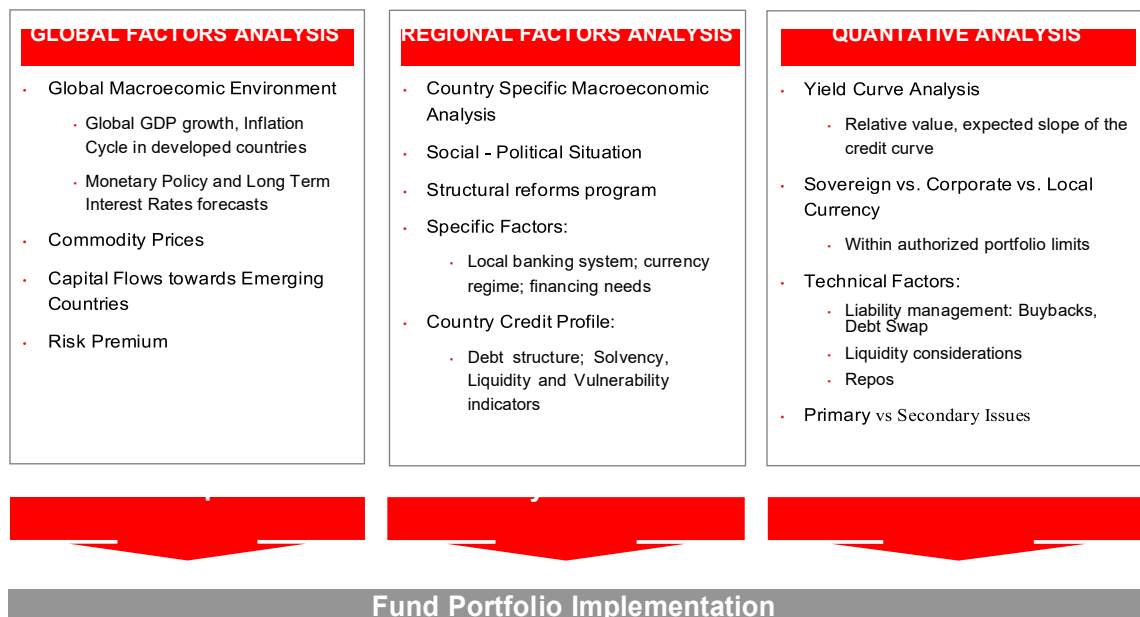 GLOBAL FACTORS ANALYSIS
• Global Macroecomic Environment
• Global GDP growth, Inflation
Cycle in developed countries
• Monetary Policy and Long Term
Interest Rates forecasts
• Commodity Prices
• Capital Flows towards Emerging
Countries
• Risk Premium
REGIONAL FACTORS ANALYSIS
• Country Specific Macroeconomic
Analysis
• Social - Political Situation
• Structural reforms program
• Specific Factors:
• Local banking system; currency
regime; financing needs
• Country Credit Profile:
• Debt structure; Solvency,
Liquidity and Vulnerability
indicators
QUANTATIVE ANALYSIS
• Yield Curve Analysis
• Relative value, expected slope of the
credit curve
• Sovereign vs. Corporate vs. Local
Currency
• Within authorized portfolio limits
• Technical Factors:
• Liability management: Buybacks,
Debt Swap
• Liquidity considerations
• Repos
• Primary vs Secondary Issues
Fund Portfolio Implementation